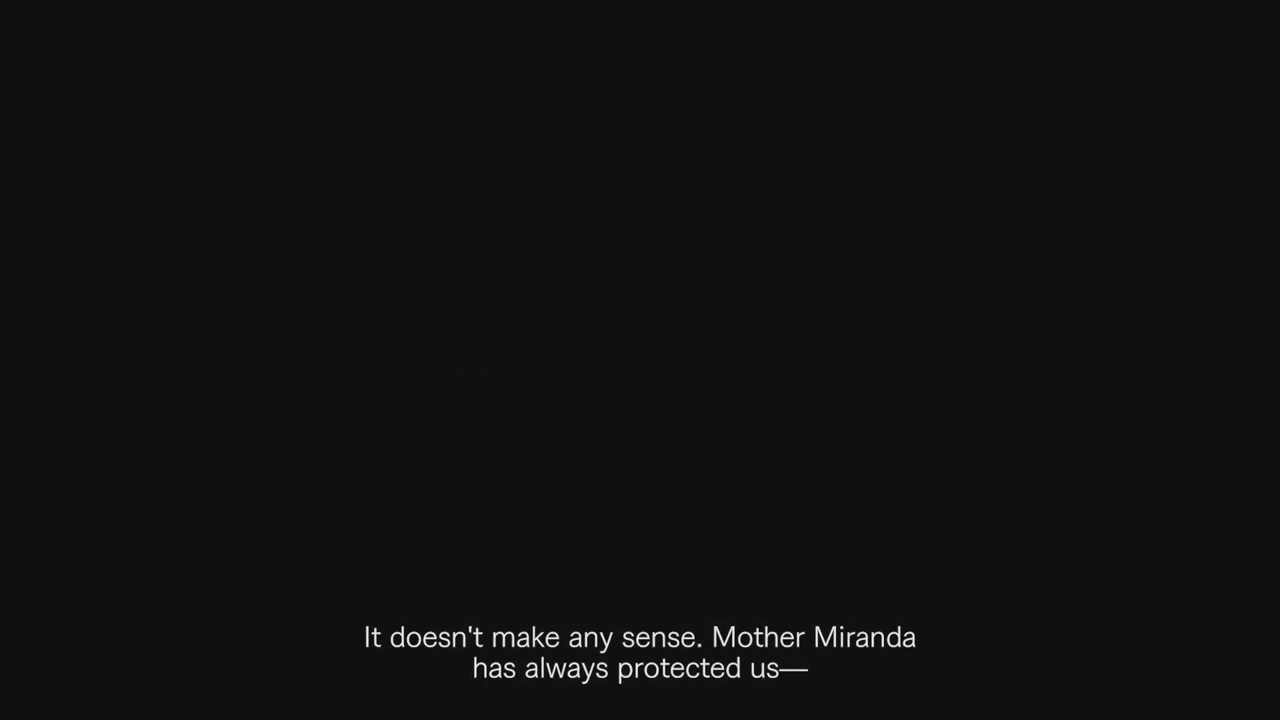 It doesn't make any sense. Mother Miranda
has always protected us—